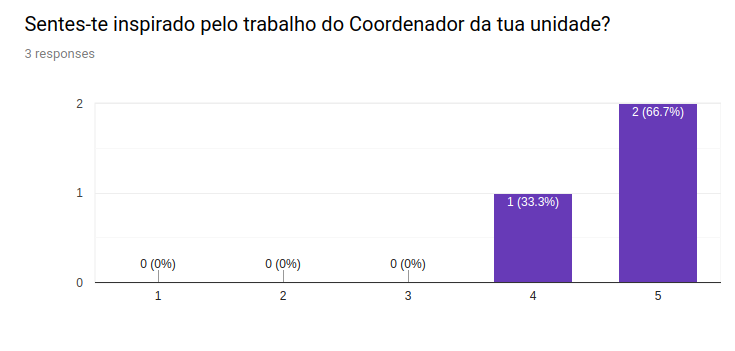 Sentes-te inspirado pelo trabalho do Coordenador da tua unidade?
3 responses
2
2 (66.7%)
1
1 (33.3%)
0 (0%)
0 (0%)
0 (0%)
0
1 2 3 4 5